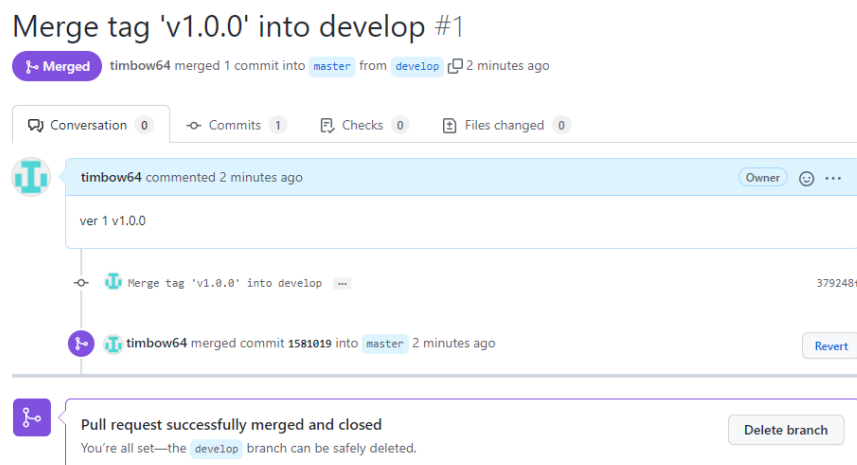 Merge tag 'v1.0.0' into develop #1
Merged timbow64 merged 1 commit into master from develop 2 minutes ago
Conversation 0 Commits 1 Checks 0 Files changed 0
timbow64 commented 2 minutes ago Owner ...
ver 1 v1.0.0
Merge tag 'v1.0.0' into develop ... 379248
timbow64 merged commit 1581019 into master 2 minutes ago Revert
Pull request successfully merged and closed
Delete branch
You're all set—the develop branch can be safely deleted.